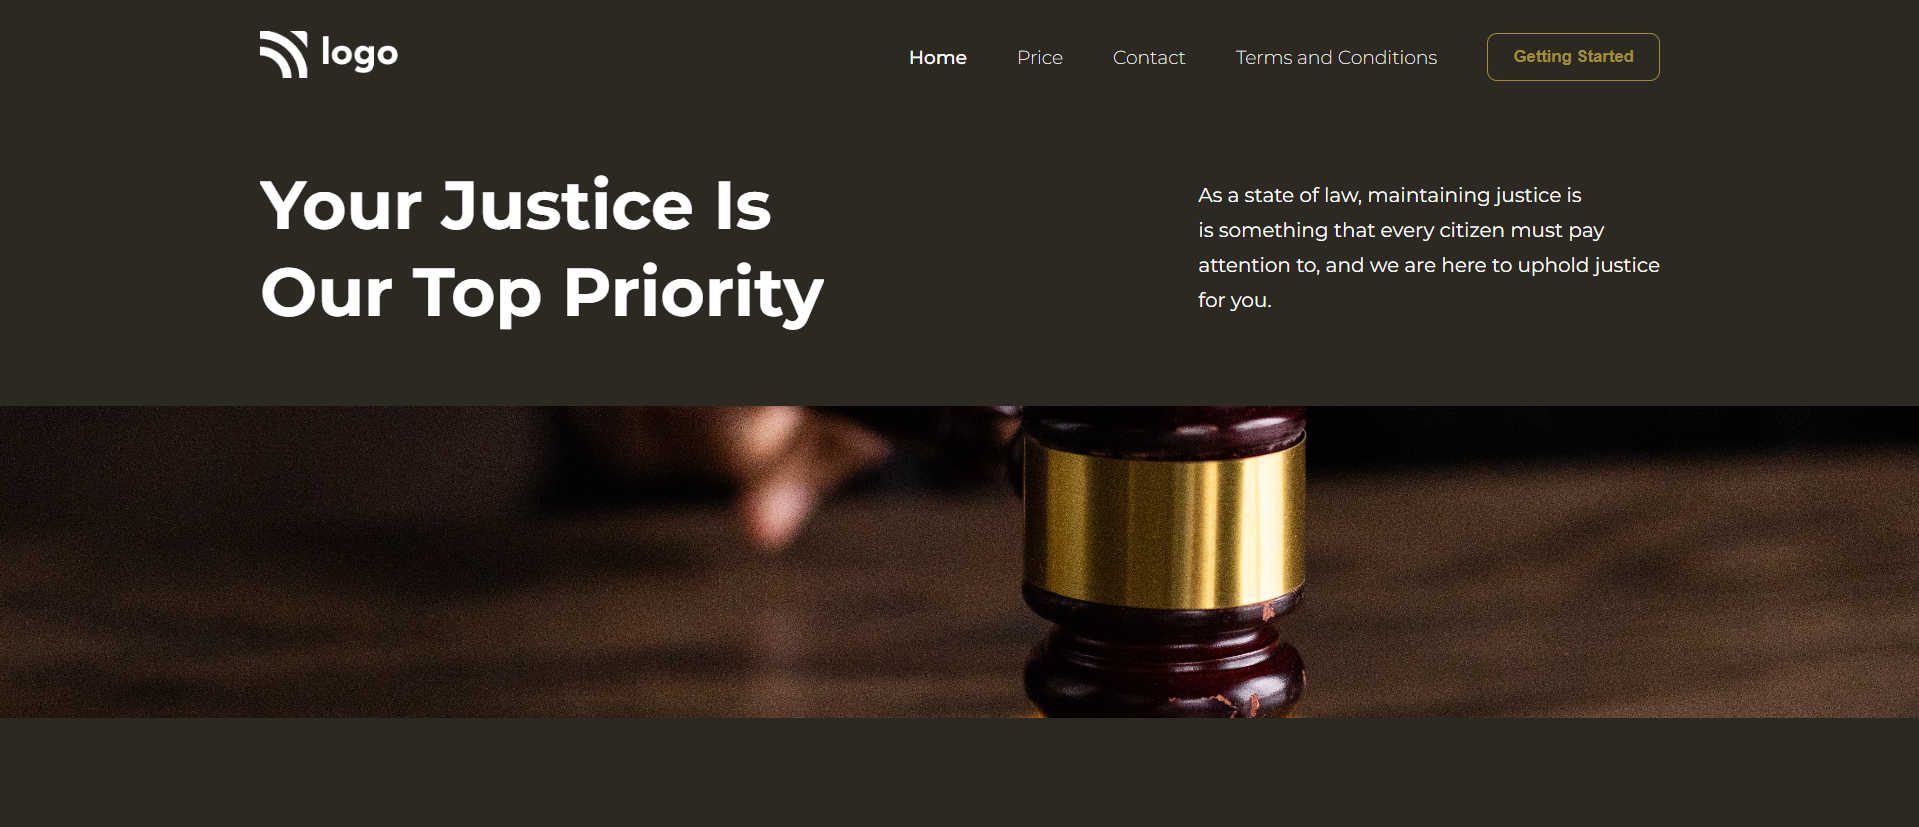 logo
Home
Price
Contact
Terms and Conditions
Getting Started
Your Justice Is
Our Top Priority
As a state of law, maintaining justice is
is something that every citizen must pay
attention to, and we are here to uphold justice
for you.